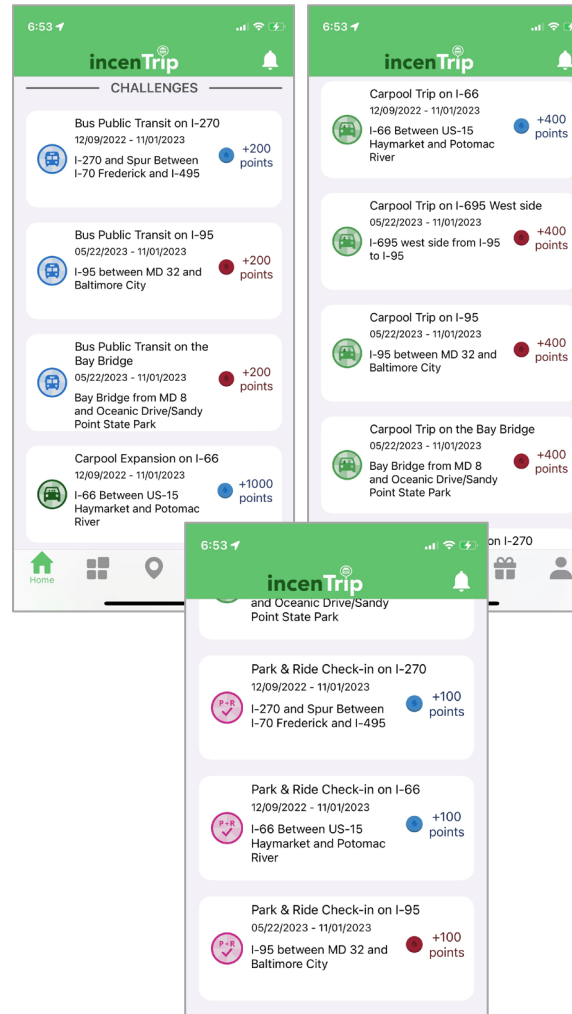 6:53
incenTrip
CHALLENGES
Bus Public Transit on I-270
12/09/2022 - 11/01/2023
I-270 and Spur Between
I-70 Frederick and I-495
+200
points
Bus Public Transit on I-95
05/22/2023 - 11/01/2023
I-95 between MD 32 and
Baltimore City
+200
points
Bus Public Transit on the
Bay Bridge
05/22/2023 - 11/01/2023
Bay Bridge from MD 8
and Oceanic Drive/Sandy
Point State Park
+200
points
Carpool Expansion on I-66
12/09/2022 - 11/01/2023
I-66 Between US-15
Haymarket and Potomac
River
+1000
points
Home
6:53
incenTrip
Carpool Trip on I-66
12/09/2022 - 11/01/2023
I-66 Between US-15
Haymarket and Potomac
River
+400
points
Carpool Trip on I-695 West side
05/22/2023 - 11/01/2023
I-695 west side from I-95
to I-95
+400
points
Carpool Trip on I-95
05/22/2023 - 11/01/2023
I-95 between MD 32 and
Baltimore City
+400
points
Carpool Trip on the Bay Bridge
05/22/2023 - 11/01/2023
Bay Bridge from MD 8
and Oceanic Drive/Sandy
Point State Park
+400
points
on I-270
6:53
incenTrip
and Oceanic Drive/Sandy
Point State Park
Park & Ride Check-in on I-270
12/09/2022 - 11/01/2023
P+R
I-270 and Spur Between
I-70 Frederick and I-495
+100
points
Park & Ride Check-in on I-66
12/09/2022 - 11/01/2023
P+R
I-66 Between US-15
Haymarket and Potomac
River
+100
points
Park & Ride Check-in on I-95
05/22/2023 - 11/01/2023
P+R
I-95 between MD 32 and
Baltimore City
+100
points